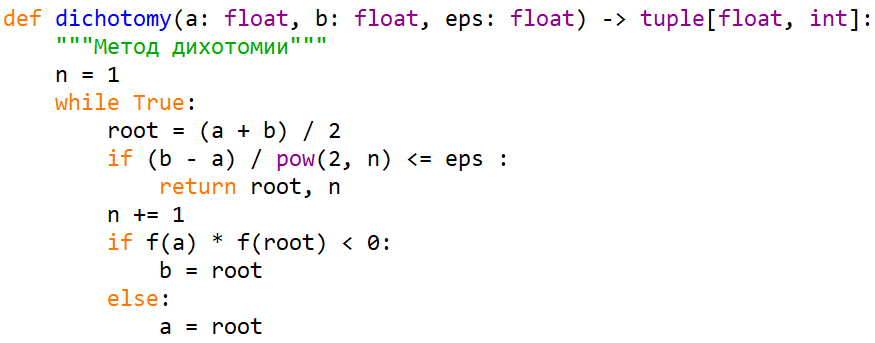 def dichotomy(a: float, b: float, eps: float) -> tuple[float, int]:
    """Метод дихотомии"""
    n = 1
    while True:
        root = (a + b) / 2
        if (b - a) / pow(2, n) <= eps :
            return root, n
        n += 1
        if f(a) * f(root) < 0:
            b = root
        else:
            a = root